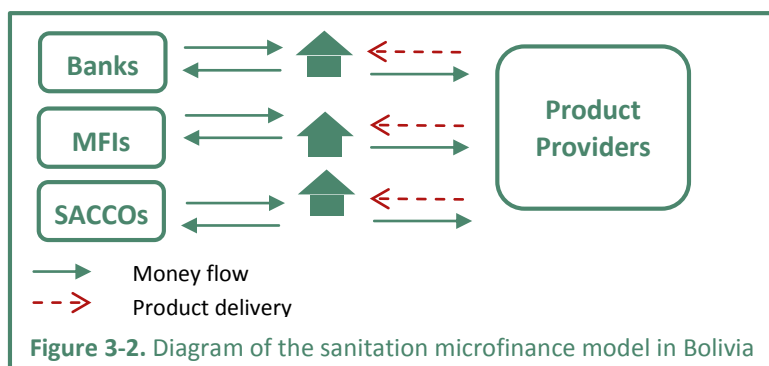 Banks
MFIs
SACCOs
Product
Providers
Money flow
Product delivery
Figure 3-2. Diagram of the sanitation microfinance model in Bolivia